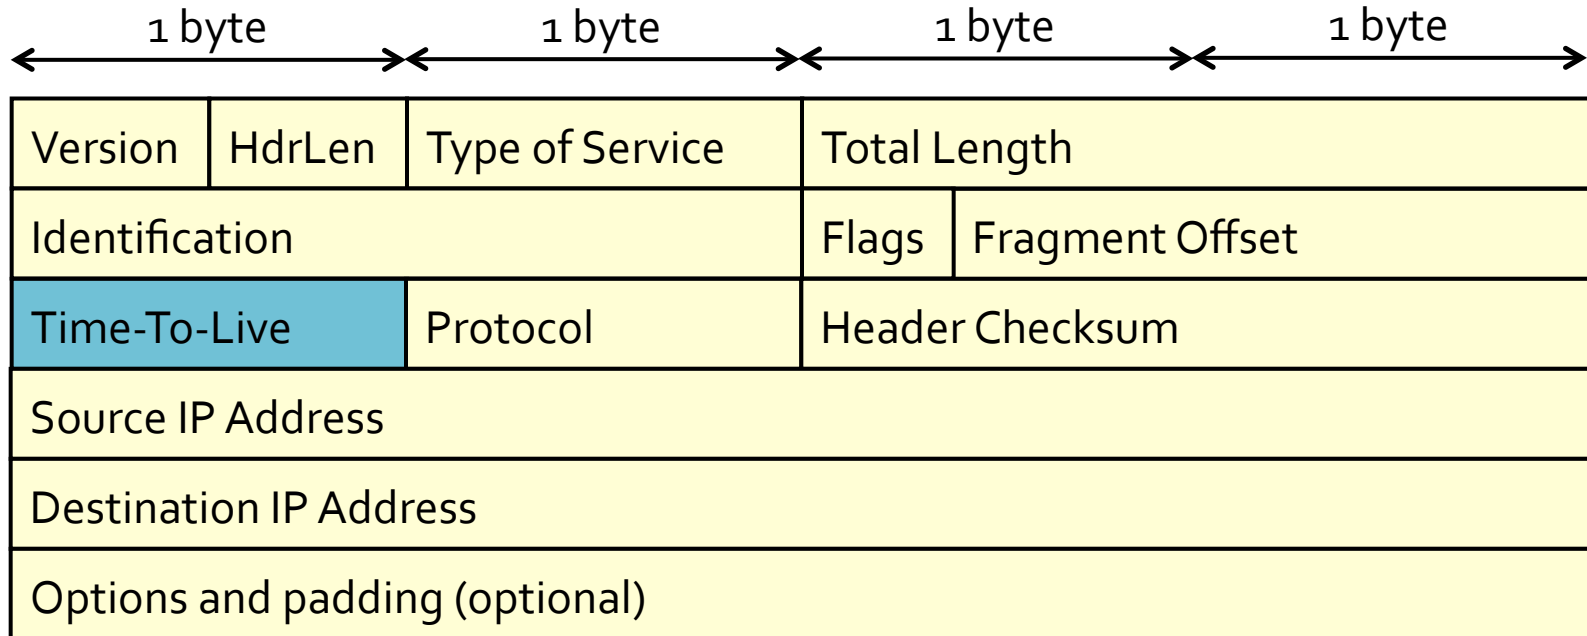 1 byte 1 byte 1 byte 1 byte
Version HdrLen Type of Service Total Length
Identification Flags Fragment Offset
Time-To-Live Protocol Header Checksum
Source IP Address
Destination IP Address
Options and padding (optional)